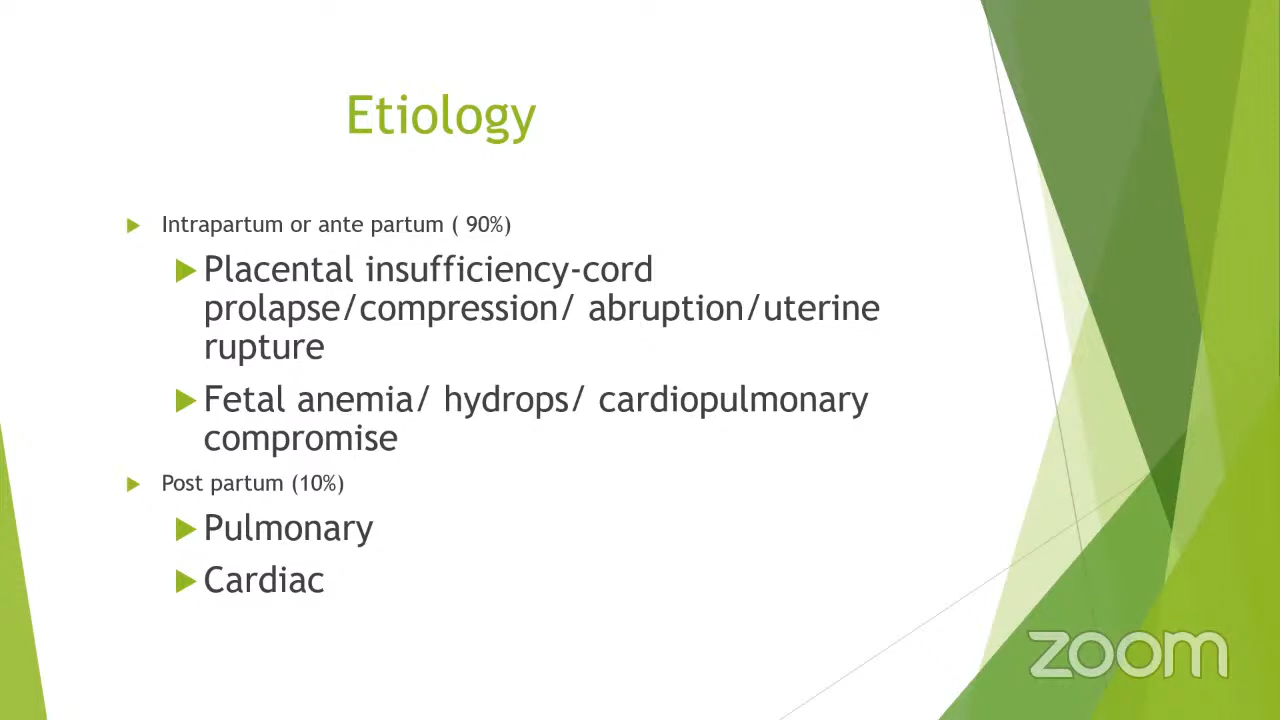 Etiology
Intrapartum or ante partum ( 90%)
Placental insufficiency-cord
prolapse/compression/ abruption/uterine
rupture
Fetal anemia/ hydrops/ cardiopulmonary
compromise
Post partum (10%)
Pulmonary
Cardiac
zoom